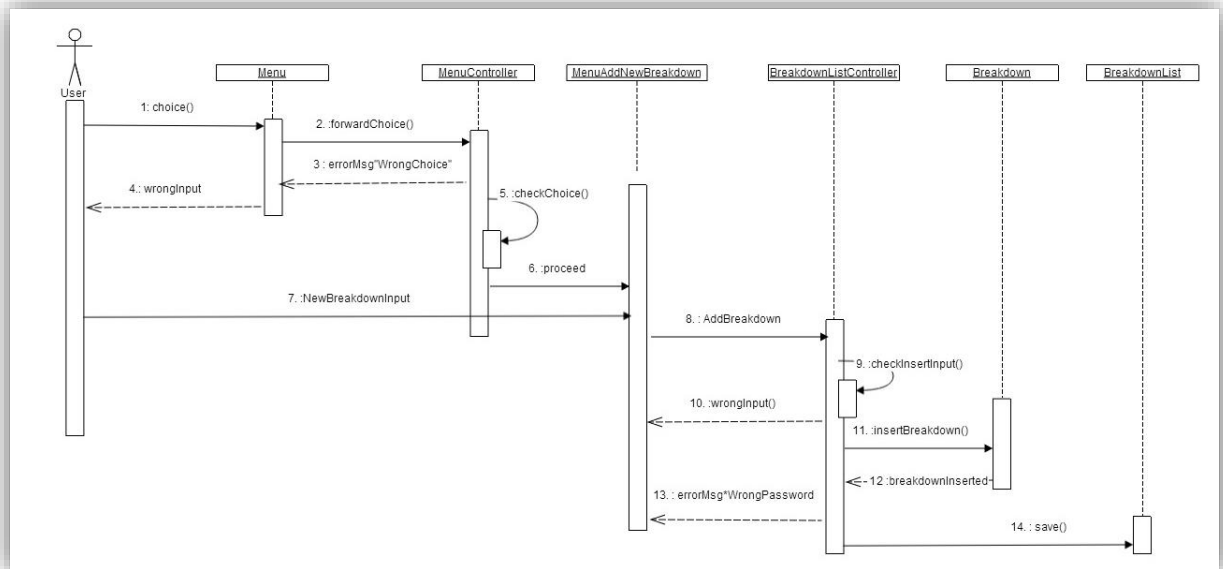 User
Menu
MenuController
MenuAddNewBreakdown
BreakdownListController
Breakdown
BreakdownList
1: choice()
2. :forwardChoice()
3 : errorMsg"WrongChoice"
4.: wrongInput
5. :checkChoice()
6. :proceed
7. :NewBreakdownInput
8. : AddBreakdown
9. :checkInsertInput()
10. :wrongInput()
11. :insertBreakdown()
12 :breakdownInserted
13. : errorMsg*WrongPassword
14. : save()